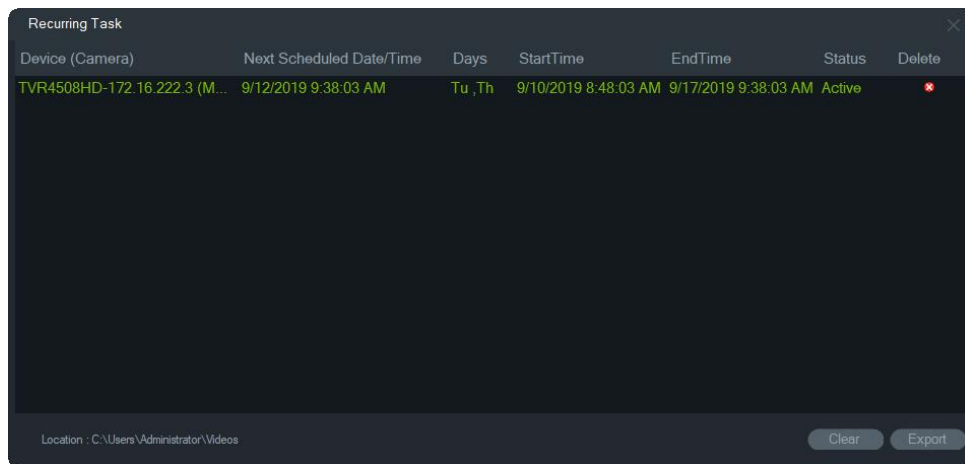 Recurring Task
Device (Camera) Next Scheduled Date/Time Days StartTime EndTime Status Delete
TVR4508HD-172.16.222.3 (M... 9/12/2019 9:38:03 AM Tu ,Th 9/10/2019 8:48:03 AM 9/17/2019 9:38:03 AM Active
Location : C:\Users\Administrator\Videos Clear Export